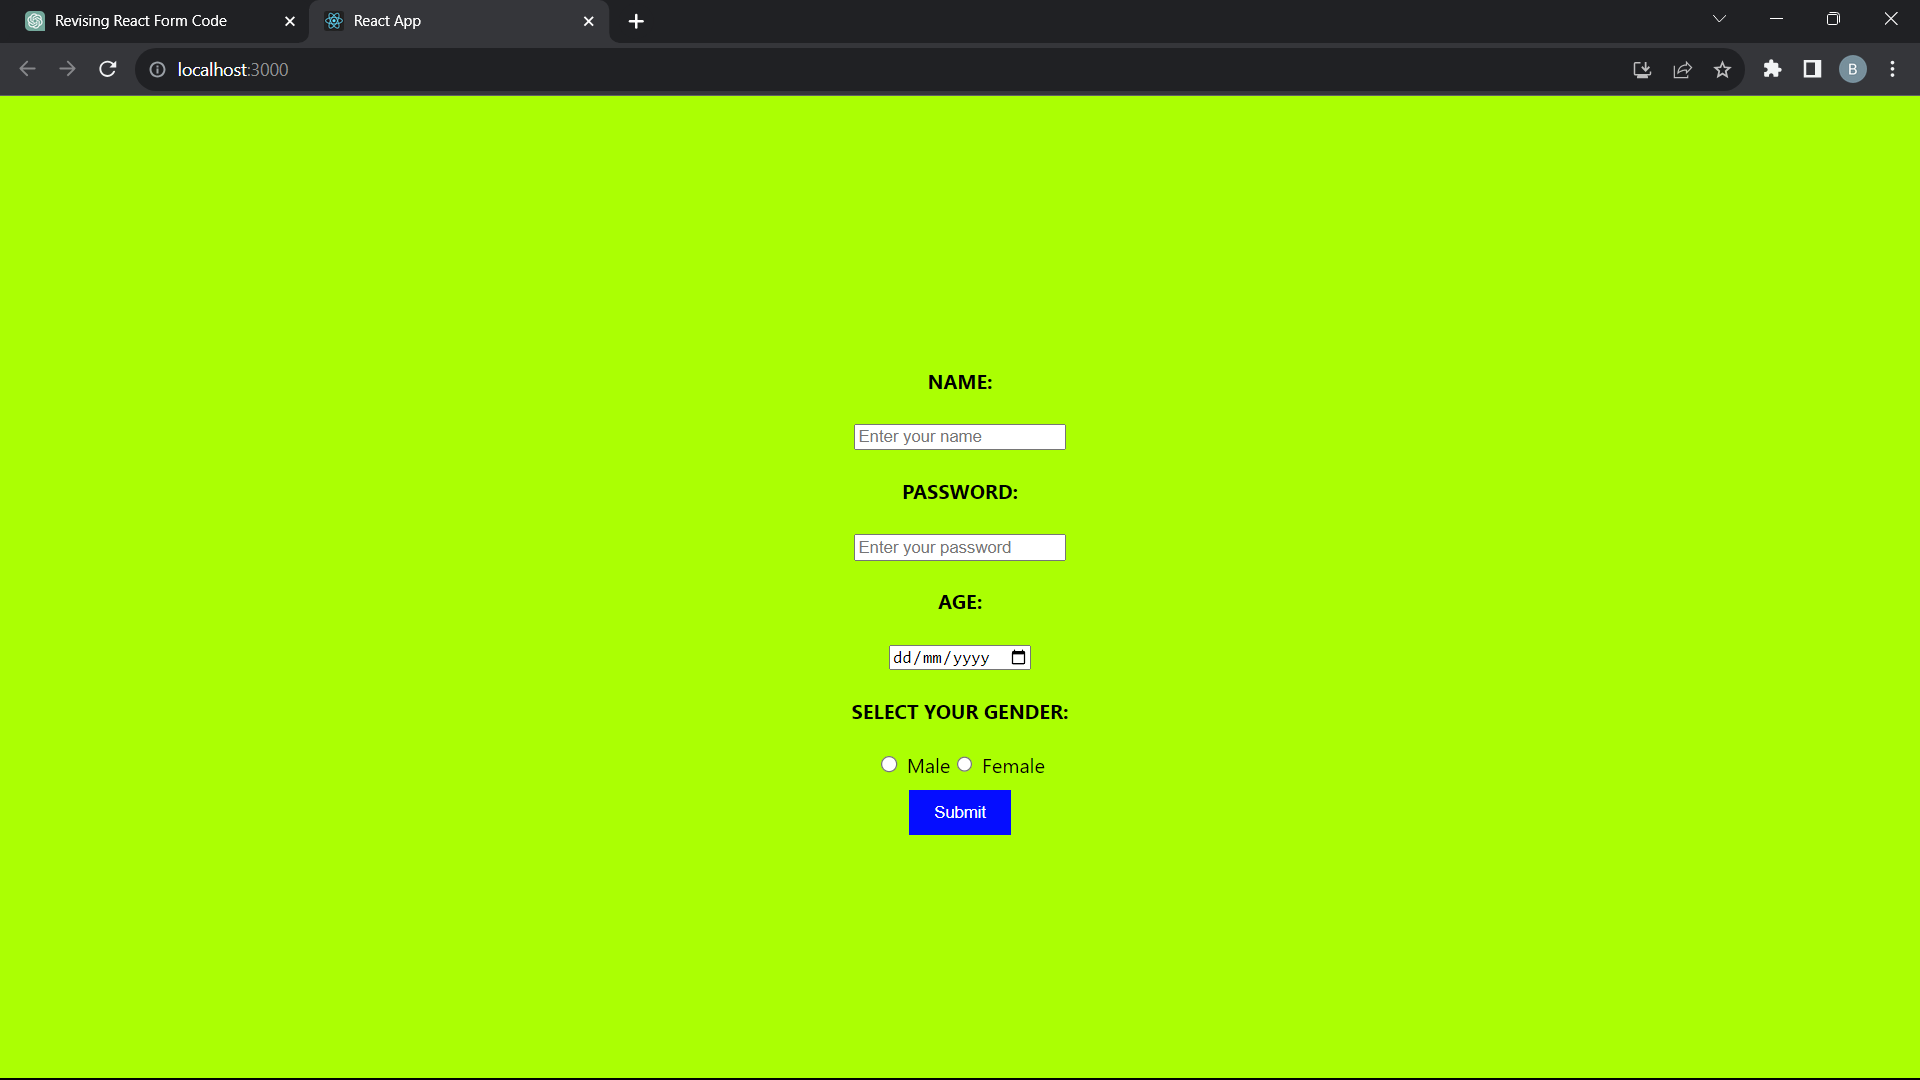 Revising React Form Code
React App
localhost:3000
B
NAME:
Enter your name
PASSWORD:
Enter your password
AGE:
dd/mm/yyyy
SELECT YOUR GENDER:
Male Female
Submit